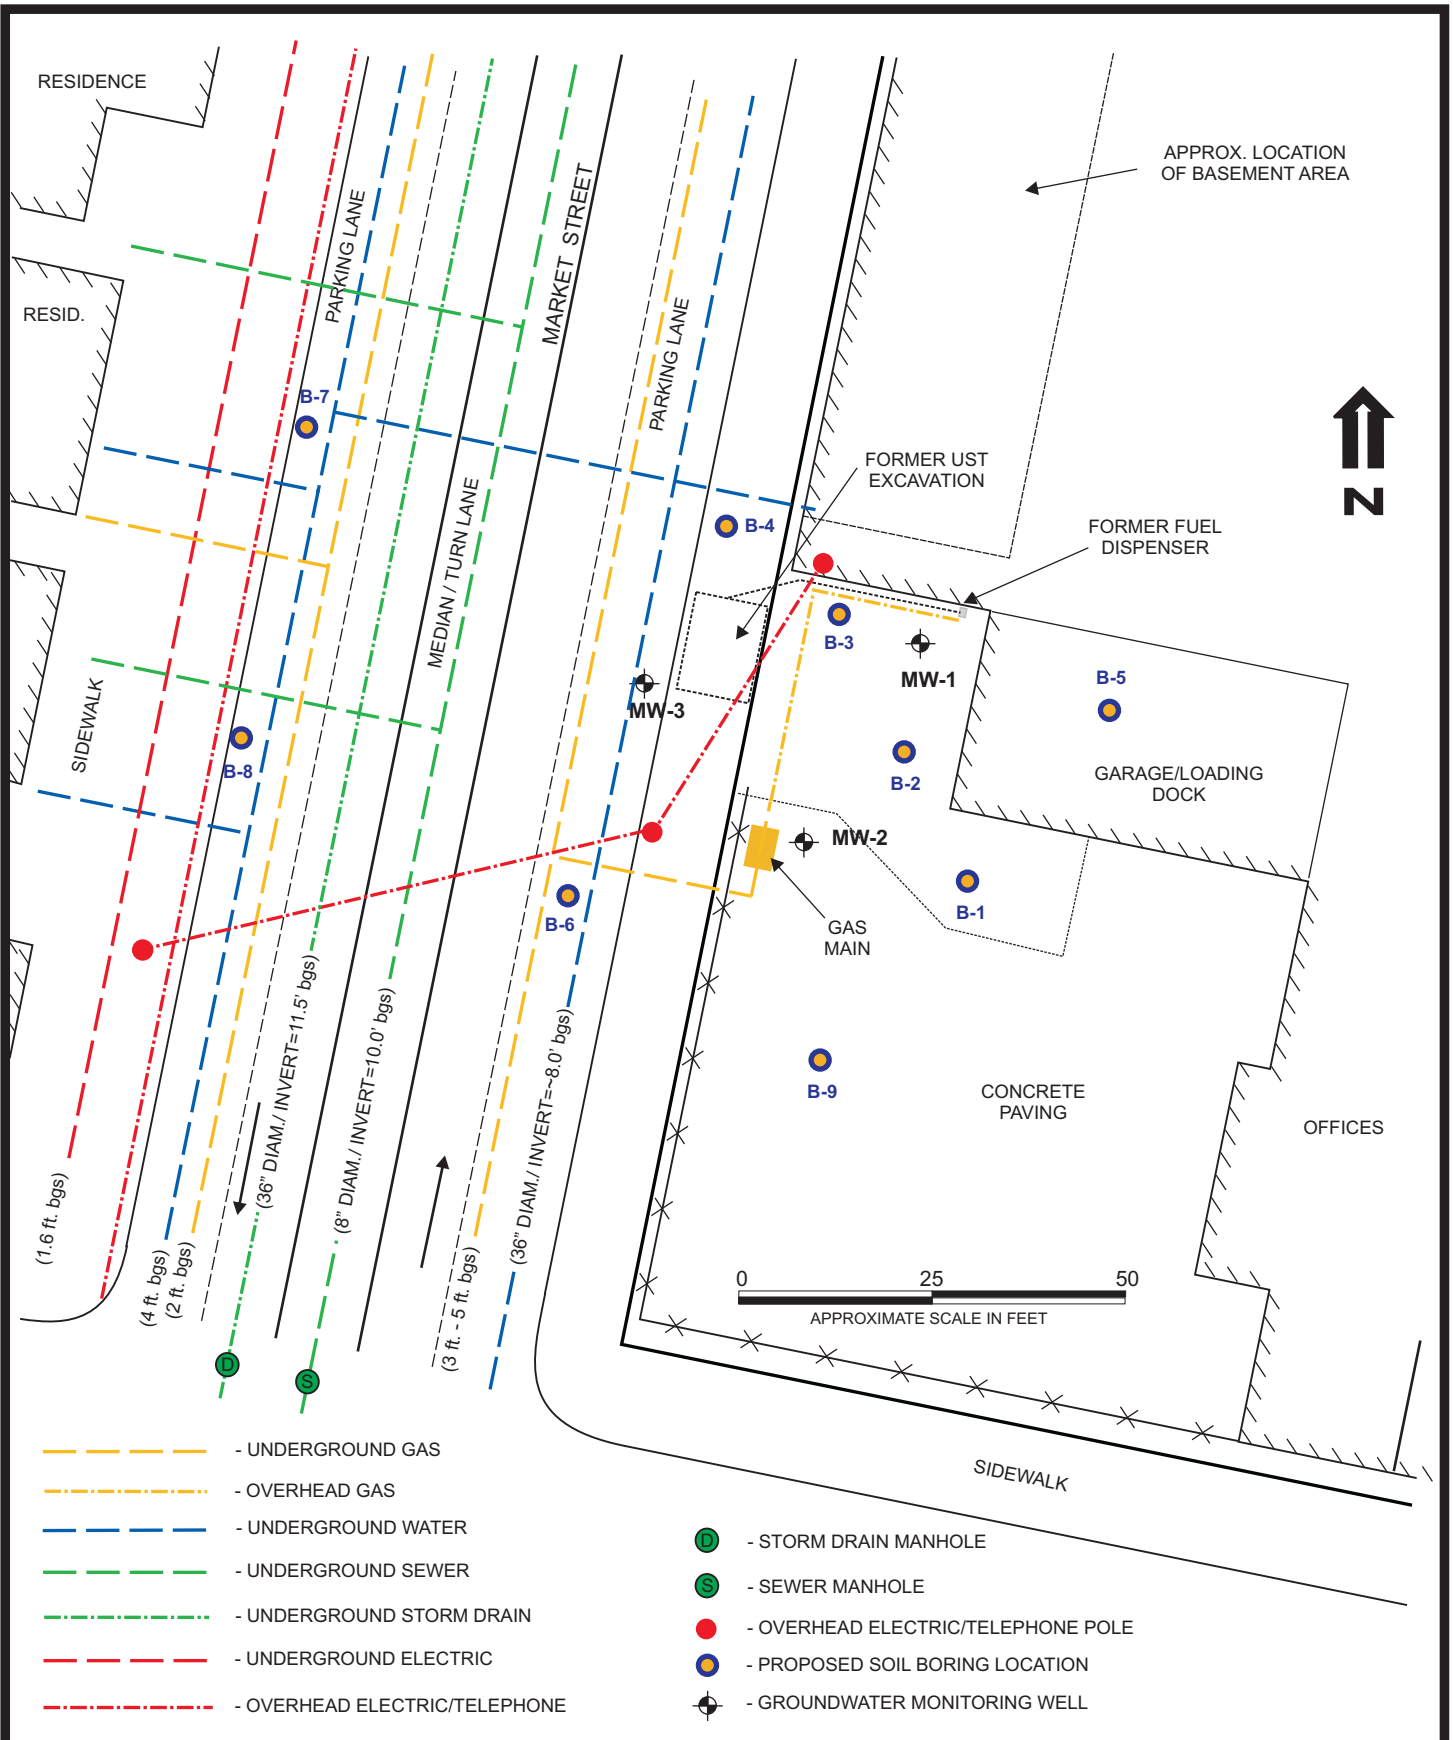 RESIDENCE
APPROX. LOCATION
OF BASEMENT AREA
PARKING LANE
MARKET STREET
RESID.
PARKING LANE
B-7
FORMER UST
EXCAVATION
N
MEDIAN / TURN LANE
B-4
FORMER FUEL
DISPENSER
B-3
MW-1
B-5
MW-3
SIDEWALK
B-8
B-2
GARAGE/LOADING
DOCK
MW-2
B-6
B-1
GAS
MAIN
B-9
CONCRETE
PAVING
OFFICES
(1.6 ft. bgs)
(4 ft. bgs)
(2 ft. bgs)
(36” DIAM./ INVERT=11.5’ bgs)
(8” DIAM./ INVERT=10.0’ bgs)
(3 ft. - 5 ft. bgs)
(36” DIAM./ INVERT=~8.0’ bgs)
0 25 50
APPROXIMATE SCALE IN FEET
D
S
SIDEWALK
- UNDERGROUND GAS
- OVERHEAD GAS
- UNDERGROUND WATER
- UNDERGROUND SEWER
- UNDERGROUND STORM DRAIN
- UNDERGROUND ELECTRIC
- OVERHEAD ELECTRIC/TELEPHONE
D - STORM DRAIN MANHOLE
S - SEWER MANHOLE
- OVERHEAD ELECTRIC/TELEPHONE POLE
- PROPOSED SOIL BORING LOCATION
- GROUNDWATER MONITORING WELL